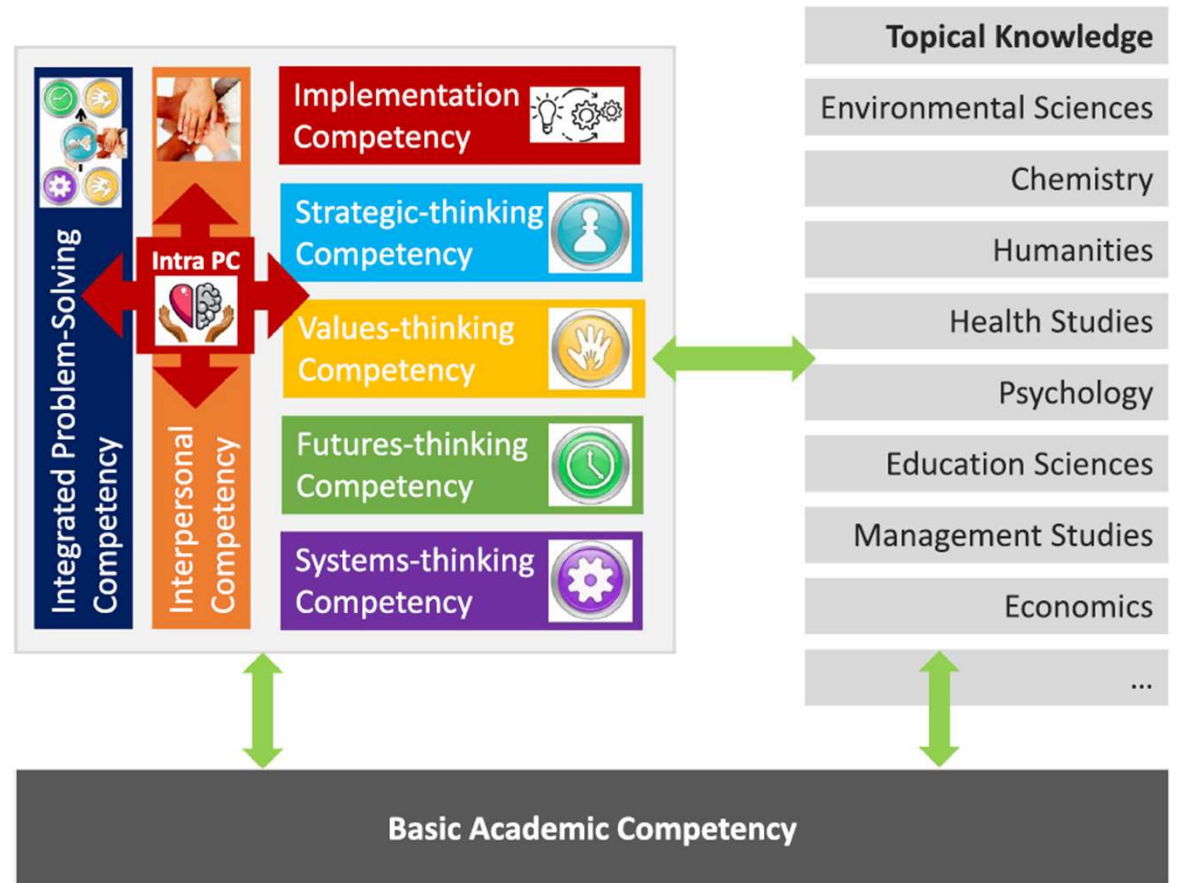 Integrated Problem-Solving
Competency
Interpersonal
Competency
Intra PC
Implementation
Competency
Strategic-thinking
Competency
Values-thinking
Competency
Futures-thinking
Competency
Systems-thinking
Competency
Topical Knowledge
Environmental Sciences
Chemistry
Humanities
Health Studies
Psychology
Education Sciences
Management Studies
Economics
...
Basic Academic Competency